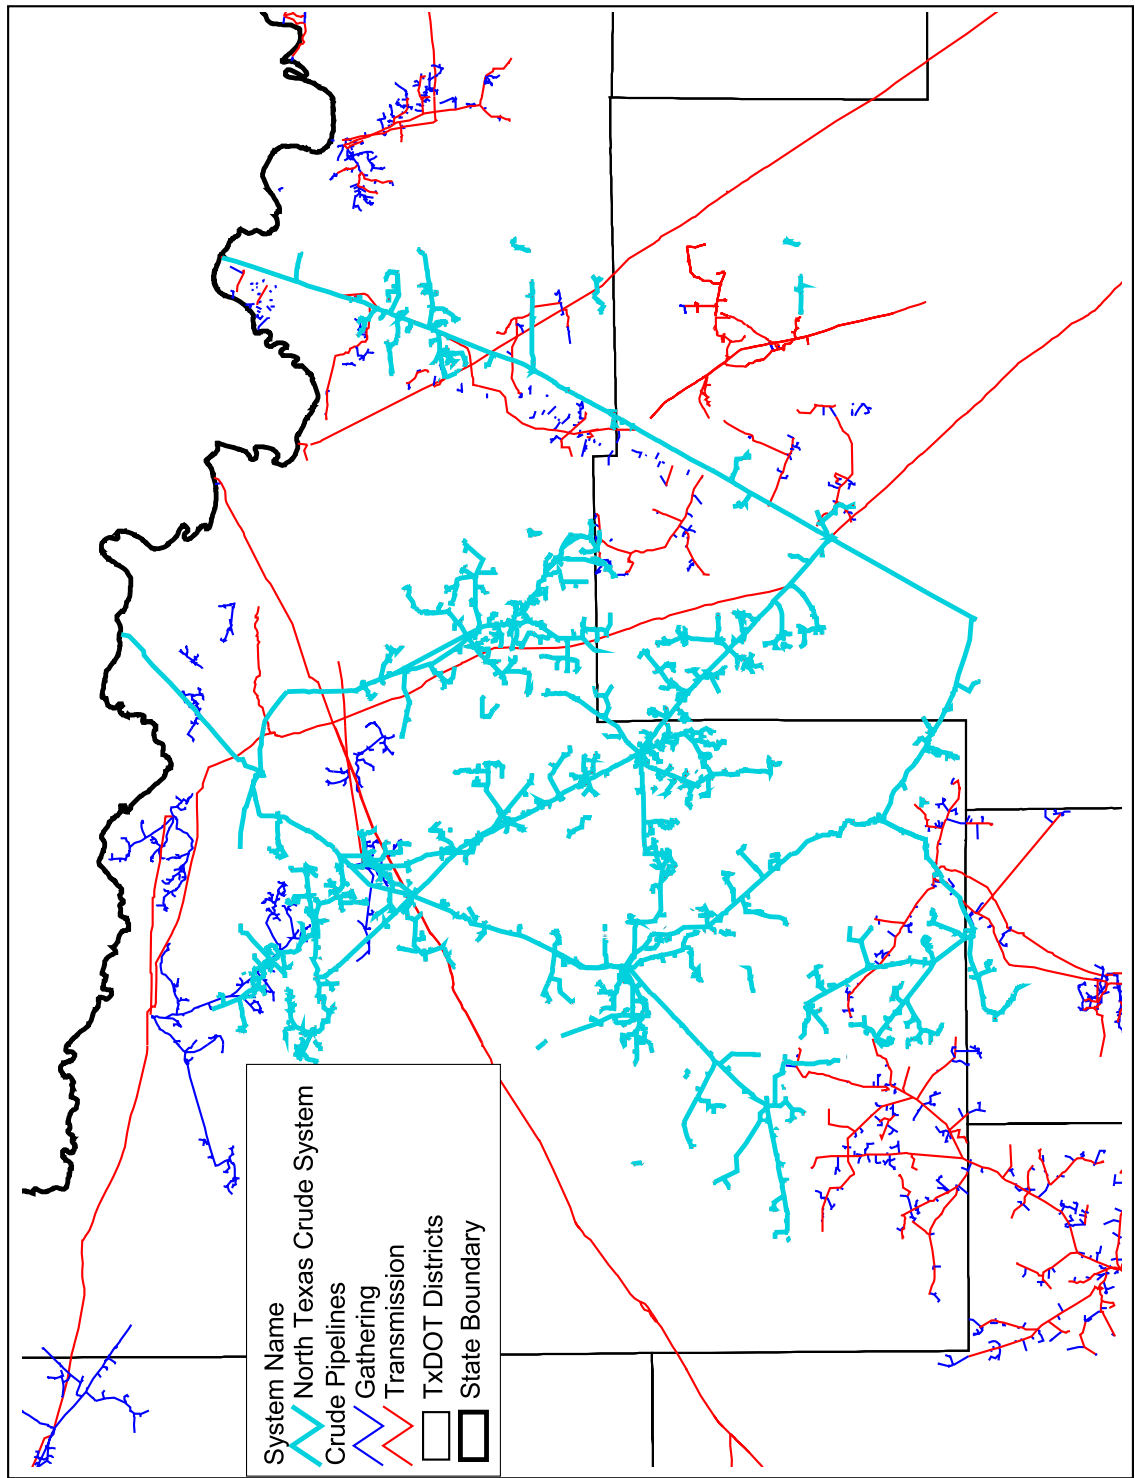 System Name
North Texas Crude System
Crude Pipelines
Gathering
Transmission
TxDOT Districts
State Boundary